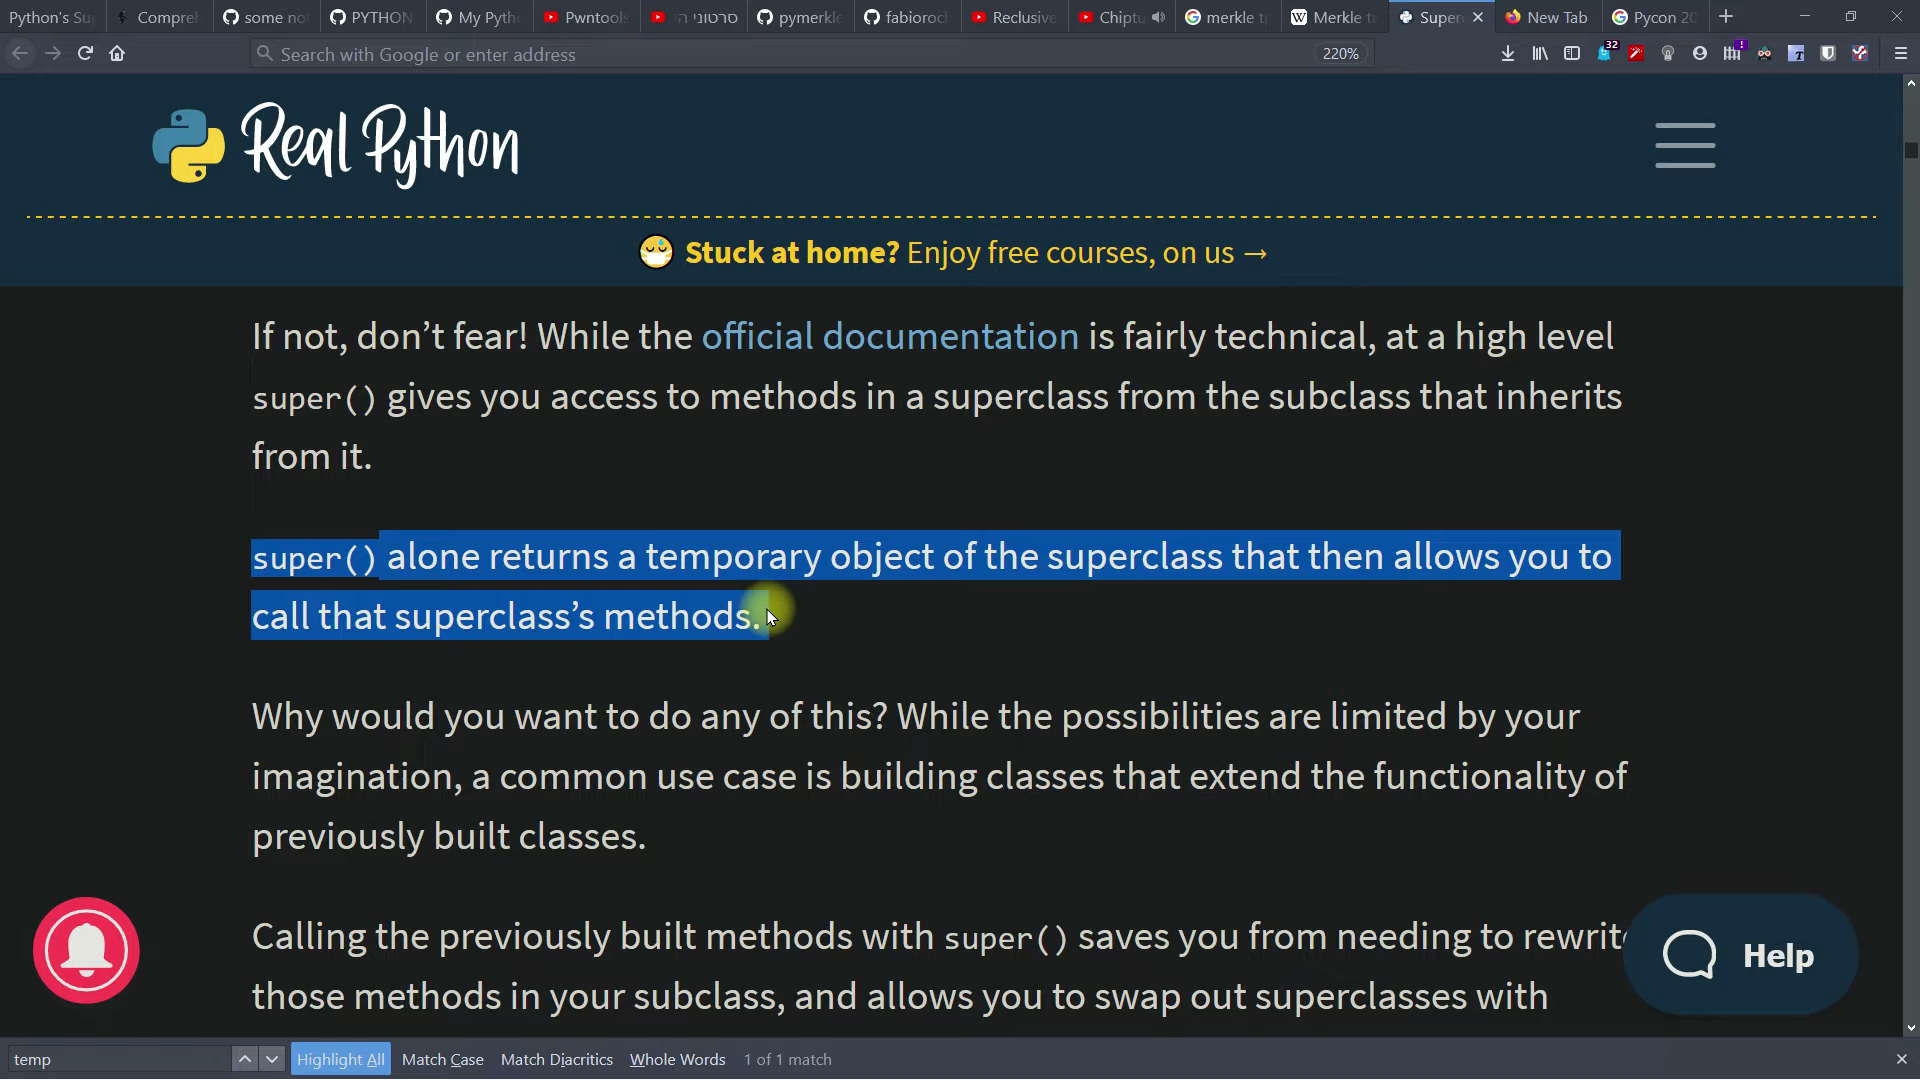 Python's Su
Compreh
some no
PYTHON
My Pyth
Pwntools
סרטוני הי
pymerkle
fabioroc
Reclusive
Chiptu
merkle t
Merkle t
Super
New Tab
Pycon 20
Search with Google or enter address
220%
32
!
Real Python
Stuck at home? Enjoy free courses, on us →
If not, don’t fear! While the official documentation is fairly technical, at a high level
super() gives you access to methods in a superclass from the subclass that inherits
from it.
super() alone returns a temporary object of the superclass that then allows you to
call that superclass’s methods.
Why would you want to do any of this? While the possibilities are limited by your
imagination, a common use case is building classes that extend the functionality of
previously built classes.
Calling the previously built methods with super() saves you from needing to rewrite
those methods in your subclass, and allows you to swap out superclasses with
Help
temp
Highlight All
Match Case
Match Diacritics
Whole Words
1 of 1 match